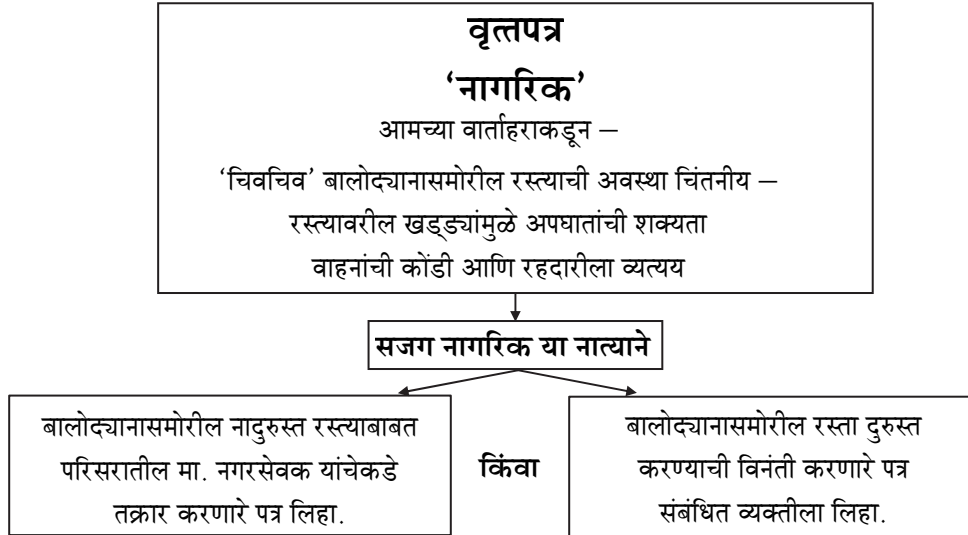 वृत्तपत्र
‘नागरिक’
आमच्या वार्ताहराकडून –
‘चिवचिव’ बालोद्यानासमोरील रस्त्याची अवस्था चिंतनीय –
रस्त्यावरील खड्ड्यांमुळे अपघातांची शक्यता
वाहनांची कोंडी आणि रहदारीला व्यत्यय
सजग नागरिक या नात्याने
बालोद्यानासमोरील नादुरुस्त रस्त्याबाबत
परिसरातील मा. नगरसेवक यांचेकडे
तक्रार करणारे पत्र लिहा.
किंवा
बालोद्यानासमोरील रस्ता दुरुस्त
करण्याची विनंती करणारे पत्र
संबंधित व्यक्तीला लिहा.